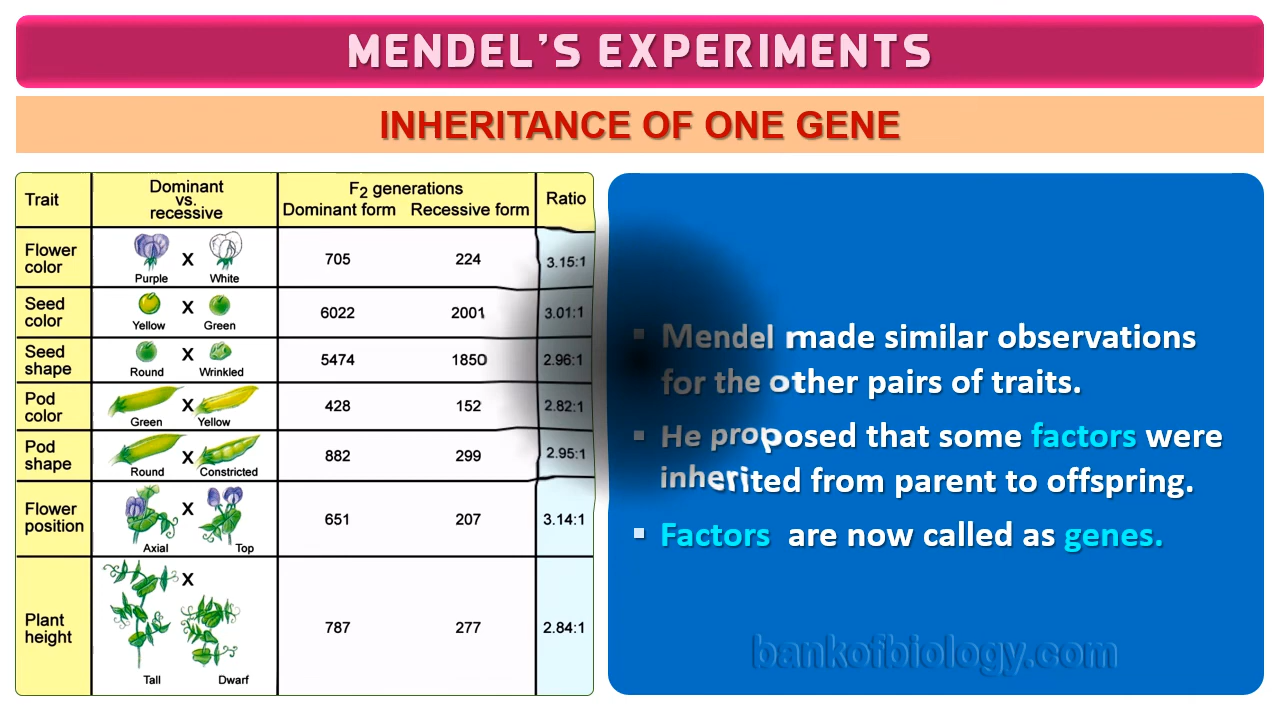 MENDEL'S EXPERIMENTS
INHERITANCE OF ONE GENE
Trait Dominant vs. recessive F2 generations Dominant form Recessive form Ratio
Flower color Purple X White 705 224 3.15:1
Seed color Yellow X Green 6022 2001 3.01:1
Seed shape Round X Wrinkled 5474 1850 2.96:1
Pod color Green X Yellow 428 152 2.82:1
Pod shape Round X Constricted 882 299 2.95:1
Flower position Axial X Top 651 207 3.14:1
Plant height Tall X Dwarf 787 277 2.84:1
▪ Mendel made similar observations
for the other pairs of traits.
▪ He proposed that some factors were
inherited from parent to offspring.
▪ Factors are now called as genes.
bankofbiology.com